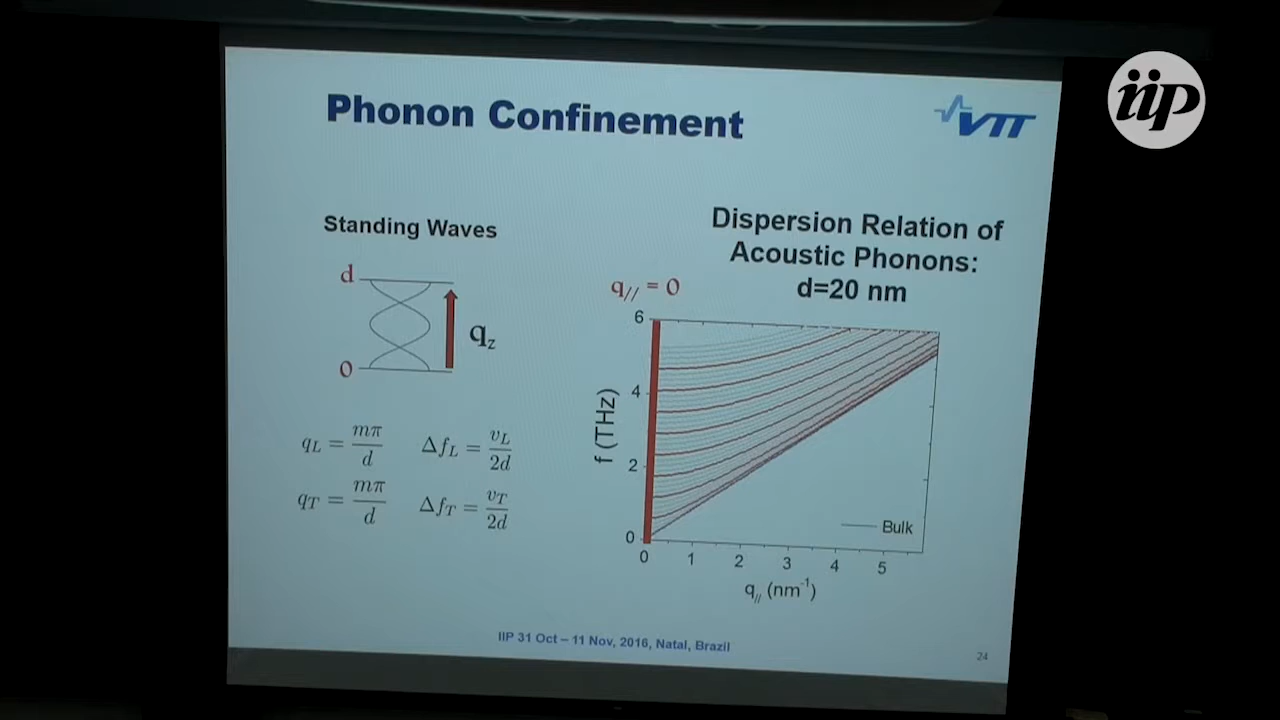 iip
Phonon Confinement
VTT
Standing Waves
d
0
q_z
q_L = mπ/d
Δf_L = v_L/2d
q_T = mπ/d
Δf_T = v_T/2d
Dispersion Relation of
Acoustic Phonons:
d=20 nm
q_// = 0
6
4
2
0
f (THz)
Bulk
0 1 2 3 4 5
q_// (nm⁻¹)
IIP 31 Oct – 11 Nov, 2016, Natal, Brazil
24